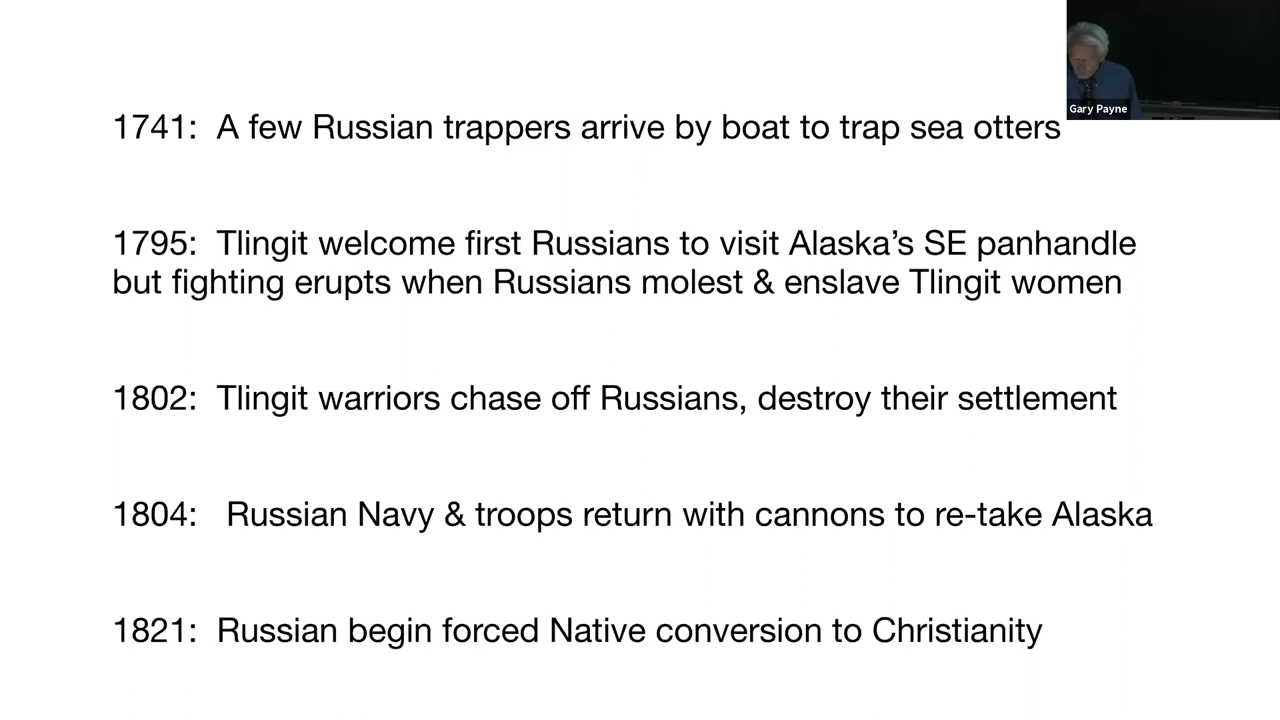 Gary Payne
1741:  A few Russian trappers arrive by boat to trap sea otters
1795:  Tlingit welcome first Russians to visit Alaska’s SE panhandle
but fighting erupts when Russians molest & enslave Tlingit women
1802:  Tlingit warriors chase off Russians, destroy their settlement
1804:   Russian Navy & troops return with cannons to re-take Alaska
1821:  Russian begin forced Native conversion to Christianity